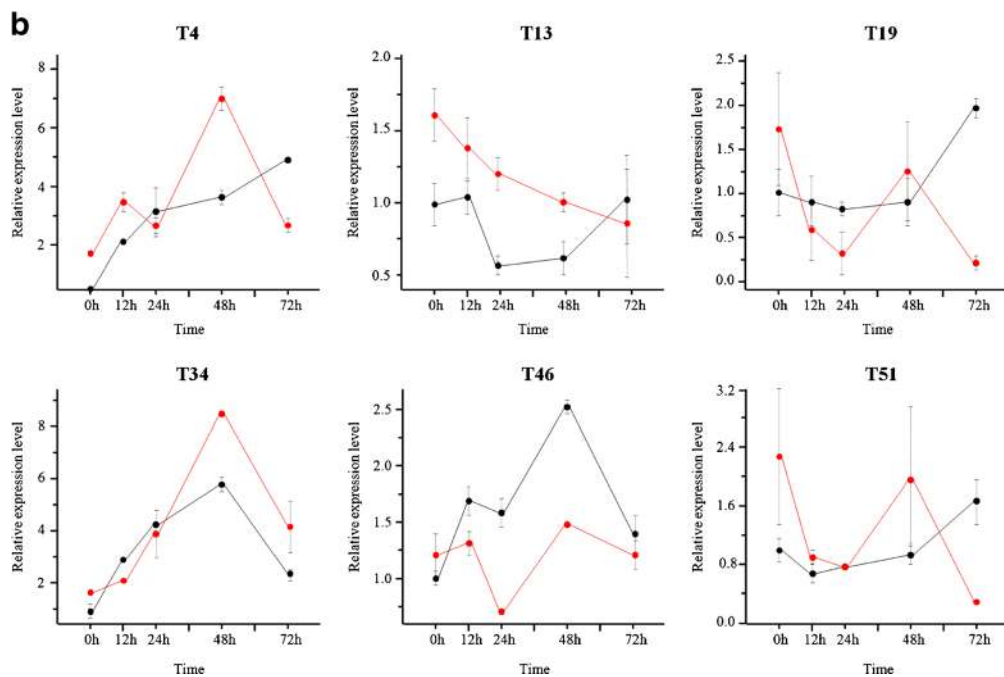 b
T4
Relative expression level
8
6
4
2
0h 12h 24h 48h 72h
Time
T13
Relative expression level
2.0
1.5
1.0
0.5
0h 12h 24h 48h 72h
Time
T19
Relative expression level
2.5
2.0
1.5
1.0
0.5
0.0
0h 12h 24h 48h 72h
Time
T34
Relative expression level
8
6
4
2
0h 12h 24h 48h 72h
Time
T46
Relative expression level
2.5
2.0
1.5
1.0
0h 12h 24h 48h 72h
Time
T51
Relative expression level
3.2
2.4
1.6
0.8
0.0
0h 12h 24h 48h 72h
Time